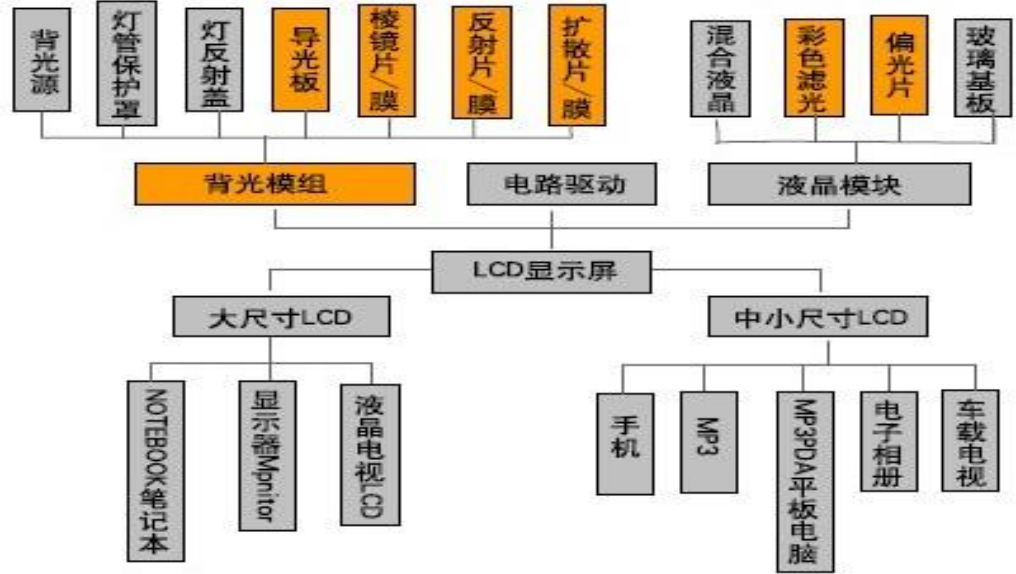 背光源
灯管保护罩
灯反射盖
导光板
棱镜片/膜
反射片/膜
扩散片/膜
混合液晶
彩色滤光
偏光片
玻璃基板
背光模组
电路驱动
液晶模块
LCD显示屏
大尺寸LCD
中小尺寸LCD
NOTEBOOK笔记本
显示器Mpnitor
液晶电视LCD
手机
MP3
MP3PDA平板电脑
电子相册
车载电视